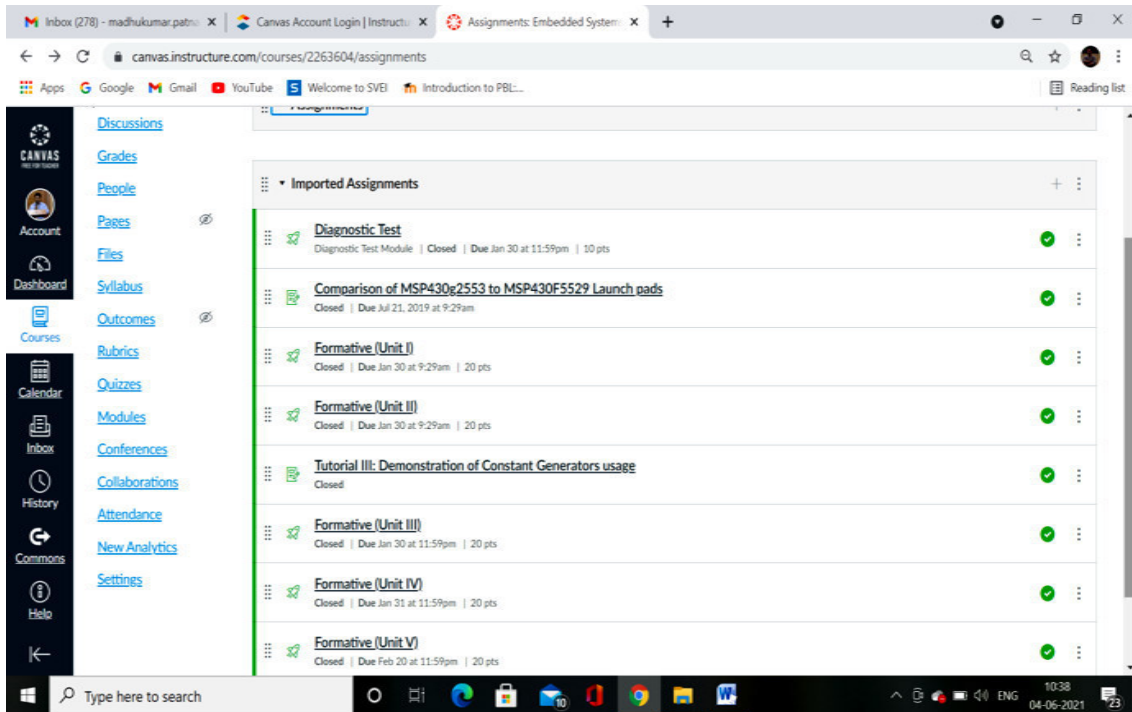 Inbox (278) - madhukumar.patna
Canvas Account Login | Instructu
Assignments: Embedded System
canvas.instructure.com/courses/2263604/assignments
Apps
Google
Gmail
YouTube
Welcome to SVEI
Introduction to PBL:...
Reading list
CANVAS
FREE FOR TEACHER
Account
Dashboard
Courses
Calendar
Inbox
History
Commons
Help
Discussions
Grades
People
Pages
Files
Syllabus
Outcomes
Rubrics
Quizzes
Modules
Conferences
Collaborations
Attendance
New Analytics
Settings
Assignments
Imported Assignments
Diagnostic Test
Diagnostic Test Module | Closed | Due Jan 30 at 11:59pm | 10 pts
Comparison of MSP430g2553 to MSP430F5529 Launch pads
Closed | Due Jul 21, 2019 at 9:29am
Formative (Unit I)
Closed | Due Jan 30 at 9:29am | 20 pts
Formative (Unit II)
Closed | Due Jan 30 at 9:29am | 20 pts
Tutorial III: Demonstration of Constant Generators usage
Closed
Formative (Unit III)
Closed | Due Jan 30 at 11:59pm | 20 pts
Formative (Unit IV)
Closed | Due Jan 31 at 11:59pm | 20 pts
Formative (Unit V)
Closed | Due Feb 20 at 11:59pm | 20 pts
Type here to search
10
ENG
10:38
04-06-2021
23